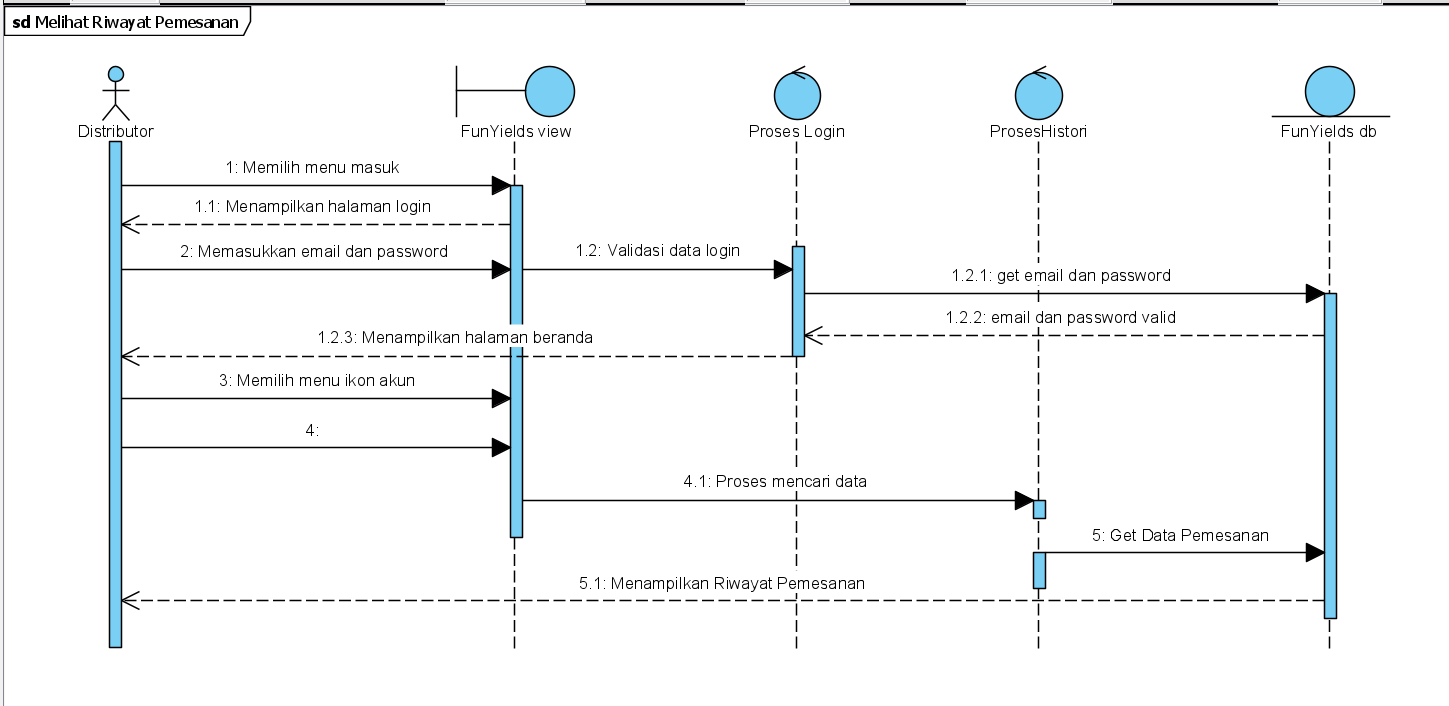 sd Melihat Riwayat Pemesanan
Distributor
FunYields view
Proses Login
ProsesHistori
FunYields db
1: Memilih menu masuk
1.1: Menampilkan halaman login
2: Memasukkan email dan password
1.2: Validasi data login
1.2.1: get email dan password
1.2.2: email dan password valid
1.2.3: Menampilkan halaman beranda
3: Memilih menu ikon akun
4:
4.1: Proses mencari data
5: Get Data Pemesanan
5.1: Menampilkan Riwayat Pemesanan